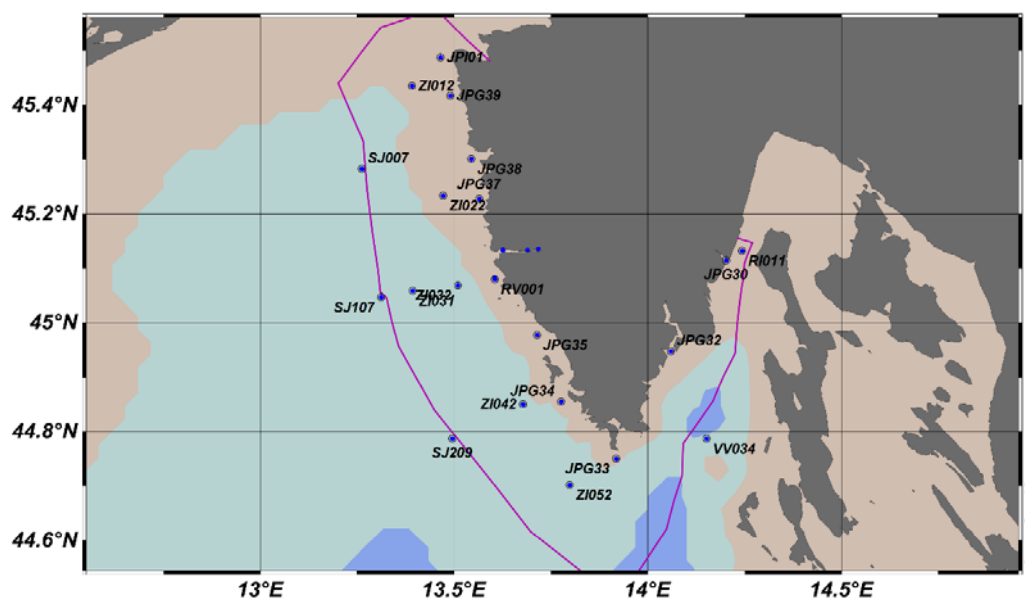 JPI01
45.4°N
ZI012
JPG39
SJ007
JPG38
JPG37
45.2°N
ZI022
JPG30
RI011
RV001
ZI032
ZI031
SJ107
45°N
JPG35
JPG32
JPG34
ZI042
44.8°N
SJ209
VV034
JPG33
ZI052
44.6°N
13°E
13.5°E
14°E
14.5°E